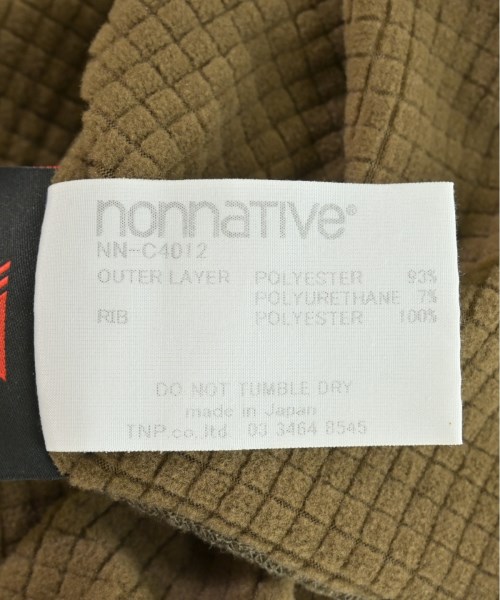 nonnative®
NN-C4012
OUTER LAYER POLYESTER 93%
POLYURETHANE 7%
RIB POLYESTER 100%
DO NOT TUMBLE DRY
made in Japan
TNP.co,ltd. 03 3464 8545